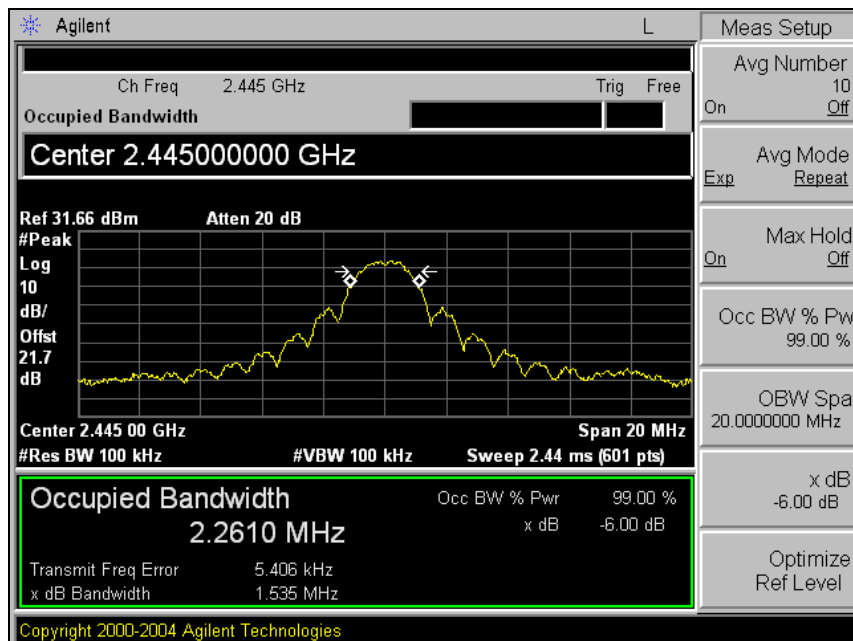 Agilent L Meas Setup
Ch Freq 2.445 GHz Trig Free
Occupied Bandwidth
Center 2.445000000 GHz
Ref 31.66 dBm Atten 20 dB
#Peak
Log
10
dB/
Offst
21.7
dB
Center 2.445 00 GHz Span 20 MHz
#Res BW 100 kHz #VBW 100 kHz Sweep 2.44 ms (601 pts)
Occupied Bandwidth Occ BW % Pwr 99.00 %
2.2610 MHz x dB -6.00 dB
Transmit Freq Error 5.406 kHz
x dB Bandwidth 1.535 MHz
Copyright 2000-2004 Agilent Technologies
Avg Number
10
On Off
Avg Mode
Exp Repeat
Max Hold
On Off
Occ BW % Pw
99.00 %
OBW Spa
20.0000000 MHz
x dB
-6.00 dB
Optimize
Ref Level